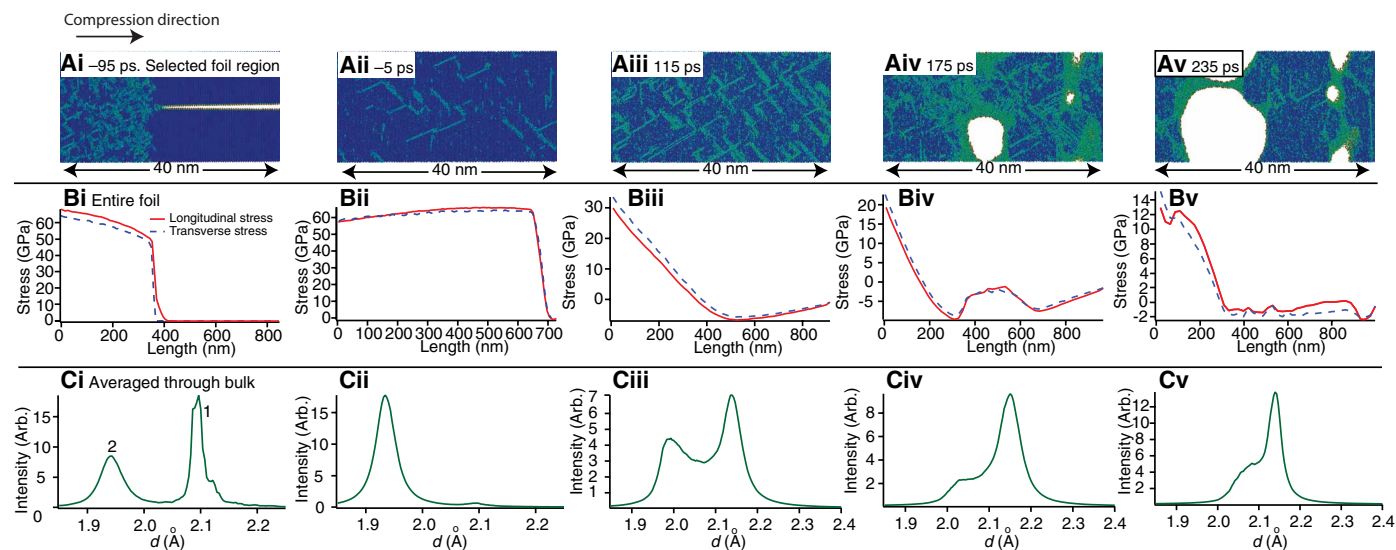 Compression direction
Ai –95 ps. Selected foil region
Aii –5 ps
Aiii 115 ps
Aiv 175 ps
Av 235 ps
40 nm
40 nm
40 nm
40 nm
40 nm
Bi Entire foil
Longitudinal stress
Transverse stress
Stress (GPa)
60
50
40
30
20
10
0
0 200 400 600 800
Length (nm)
Bii
Stress (GPa)
60
50
40
30
20
10
0
0 100 200 300 400 500 600 700
Length (nm)
Biii
Stress (GPa)
30
20
10
0
0 200 400 600 800
Length (nm)
Biv
Stress (GPa)
20
15
10
5
0
-5
0 200 400 600 800
Length (nm)
Bv
Stress (GPa)
14
12
10
8
6
4
2
0
-2
0 200 400 600 800
Length (nm)
Ci Averaged through bulk
Intensity (Arb.)
15
10
5
0
2
1
1.9 2.0 2.1 2.2
d (Å)
Cii
Intensity (Arb.)
15
10
5
0
1.9 2.0 2.1 2.2
d (Å)
Ciii
Intensity (Arb.)
7
6
5
4
3
2
1
1.9 2.0 2.1 2.2 2.3 2.4
d (Å)
Civ
Intensity (Arb.)
8
6
4
2
1.9 2.0 2.1 2.2 2.3 2.4
d (Å)
Cv
Intensity (Arb.)
12
10
8
6
4
2
1.9 2.0 2.1 2.2 2.3 2.4
d (Å)